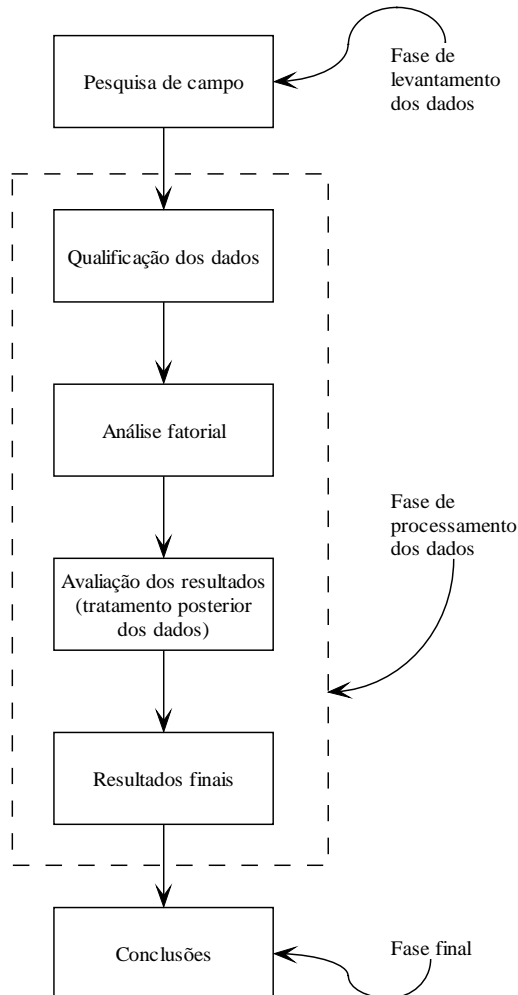 Pesquisa de campo
Fase de
levantamento
dos dados
Qualificação dos dados
Análise fatorial
Fase de
processamento
dos dados
Avaliação dos resultados
(tratamento posterior
dos dados)
Resultados finais
Conclusões
Fase final